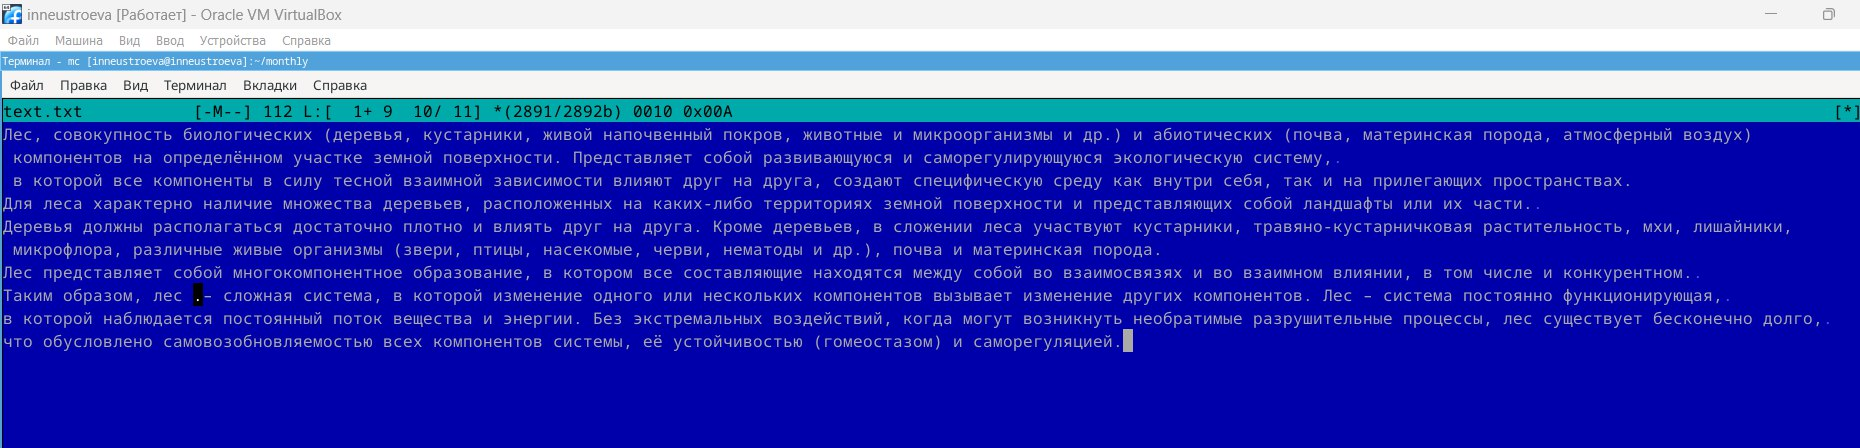 inneustroeva [Работает] - Oracle VM VirtualBox
Файл Машина Вид Ввод Устройства Справка
Терминал - mc [inneustroeva@inneustroeva]:~/monthly
Файл Правка Вид Терминал Вкладки Справка
text.txt [-M--] 112 L:[ 1+ 9 10/ 11] *(2891/2892b) 0010 0x00A [*]
Лес, совокупность биологических (деревья, кустарники, живой напочвенный покров, животные и микроорганизмы и др.) и абиотических (почва, материнская порода, атмосферный воздух)
компонентов на определённом участке земной поверхности. Представляет собой развивающуюся и саморегулирующуюся экологическую систему,.
в которой все компоненты в силу тесной взаимной зависимости влияют друг на друга, создают специфическую среду как внутри себя, так и на прилегающих пространствах.
Для леса характерно наличие множества деревьев, расположенных на каких-либо территориях земной поверхности и представляющих собой ландшафты или их части..
Деревья должны располагаться достаточно плотно и влиять друг на друга. Кроме деревьев, в сложении леса участвуют кустарники, травяно-кустарничковая растительность, мхи, лишайники,
микрофлора, различные живые организмы (звери, птицы, насекомые, черви, нематоды и др.), почва и материнская порода.
Лес представляет собой многокомпонентное образование, в котором все составляющие находятся между собой во взаимосвязях и во взаимном влиянии, в том числе и конкурентном..
Таким образом, лес .– сложная система, в которой изменение одного или нескольких компонентов вызывает изменение других компонентов. Лес – система постоянно функционирующая,.
в которой наблюдается постоянный поток вещества и энергии. Без экстремальных воздействий, когда могут возникнуть необратимые разрушительные процессы, лес существует бесконечно долго,.
что обусловлено самовозобновляемостью всех компонентов системы, её устойчивостью (гомеостазом) и саморегуляцией.